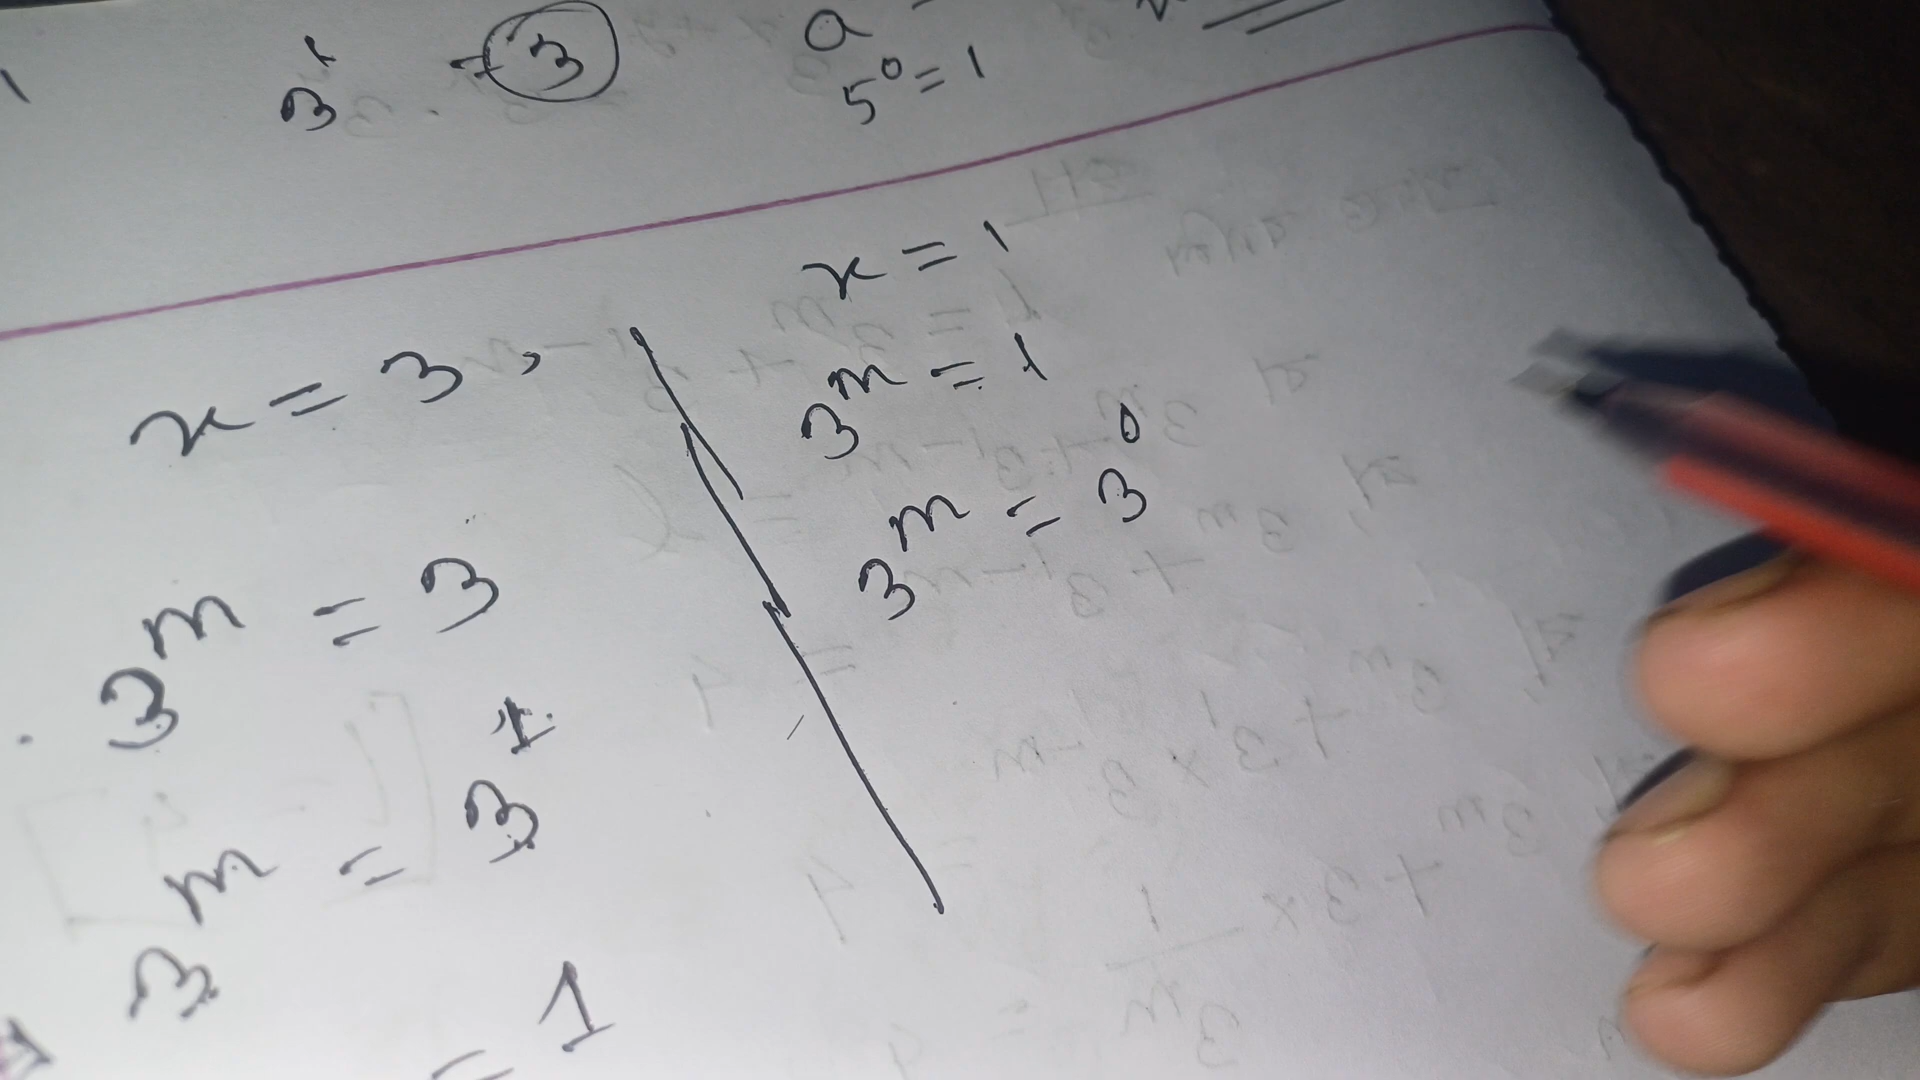 3¹ = 3
a
5⁰ = 1
x = 3,
3ᵐ = 3
3ᵐ = 3¹
= 1
x = 1
3ᵐ = 1
3ᵐ = 3⁰